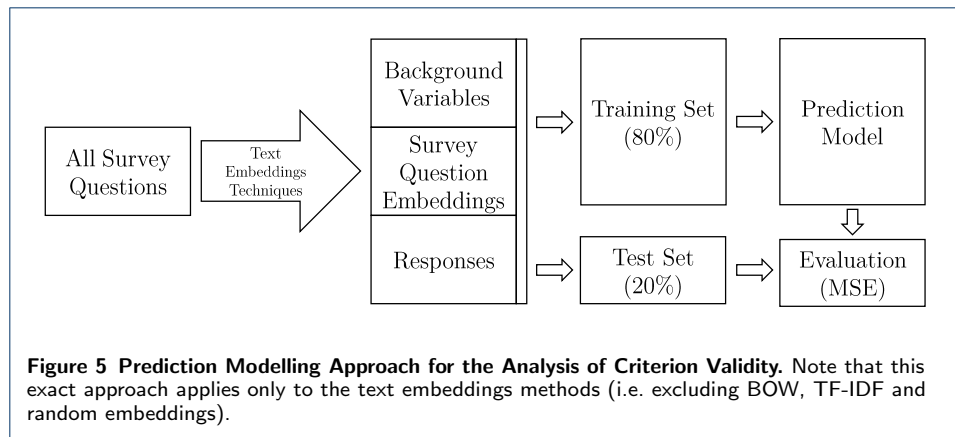 All Survey
Questions
Text
Embeddings
Techniques
Background
Variables
Survey
Question
Embeddings
Responses
Training Set
(80%)
Prediction
Model
Test Set
(20%)
Evaluation
(MSE)
Figure 5 Prediction Modelling Approach for the Analysis of Criterion Validity. Note that this
exact approach applies only to the text embeddings methods (i.e. excluding BOW, TF-IDF and
random embeddings).